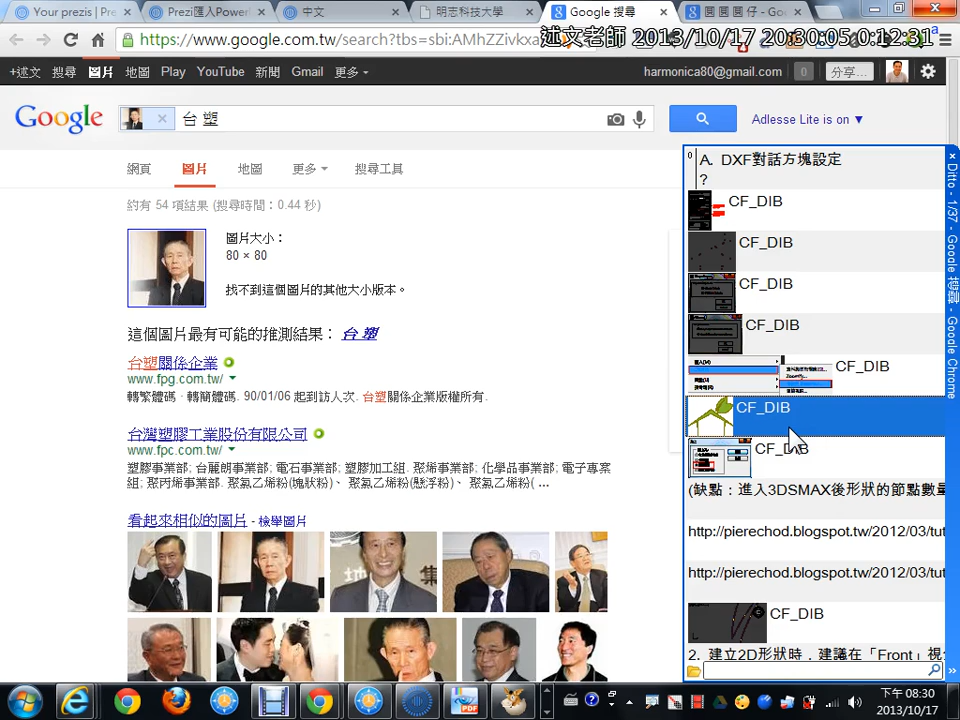 Your prezis | Pre
Prezi匯入Powerl
中文
明志科技大學
Google 搜尋
圓 圓 圓 仔 - Goo
https://www.google.com.tw/search?tbs=sbi:AMhZZivkxa
述文老師 2013/10/17 20:30:05 0:12:31
+述文 搜尋 圖片 地圖 Play YouTube 新聞 Gmail 更多
harmonica80@gmail.com 0 分享...
Google 台 塑
Adlesse Lite is on ▼
網頁 圖片 地圖 更多 搜尋工具
約有 54 項結果 (搜尋時間：0.44 秒)
圖片大小：
80 × 80
找不到這個圖片的其他大小版本。
這個圖片最有可能的推測結果： 台 塑
台塑關係企業
www.fpg.com.tw/
轉繁體碼 · 轉簡體碼. 90/01/06 起到訪人次. 台塑關係企業版權所有.
台灣塑膠工業股份有限公司
www.fpc.com.tw/
塑膠事業部; 台麗朗事業部; 電石事業部; 塑膠加工組. 聚烯事業部; 化學品事業部; 電子專案
組; 聚丙烯事業部. 聚氯乙烯粉(塊狀粉)、 聚氯乙烯粉(懸浮粉)、 聚氯乙烯粉( ...
看起來相似的圖片 - 檢舉圖片
A. DXF對話方塊設定
?
CF_DIB
CF_DIB
CF_DIB
CF_DIB
CF_DIB
CF_DIB
CF_DIB
(缺點：進入3DSMAX後形狀的節點數量
http://pierechod.blogspot.tw/2012/03/tut
http://pierechod.blogspot.tw/2012/03/tut
CF_DIB
2. 建立2D形狀時，建議在「Front」視
Ditto - 1/37 - Google 搜尋 - Google Chrome
下午 08:30
2013/10/17